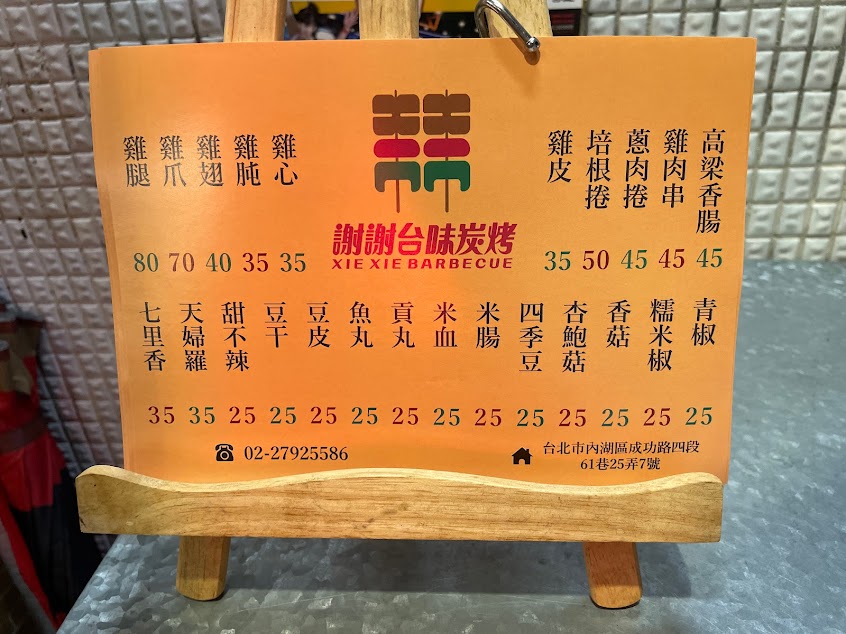 高粱香腸
雞肉串
蔥肉捲
培根捲
雞皮
45
45
45
50
35
謝謝台味炭烤
XIE XIE BARBECUE
雞心
雞肫
雞翅
雞爪
雞腿
35
35
40
70
80
青椒
糯米椒
香菇
杏鮑菇
四季豆
米腸
米血
貢丸
魚丸
豆皮
豆干
甜不辣
天婦羅
七里香
25
25
25
25
25
25
25
25
25
25
25
25
35
35
02-27925586
台北市內湖區成功路四段
61巷25弄7號